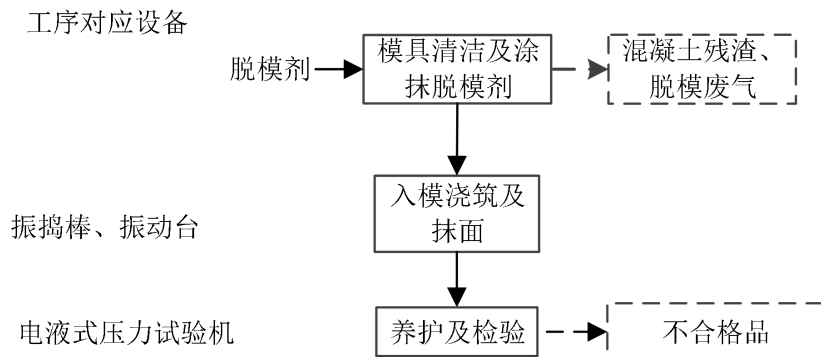 工序对应设备
脱模剂
模具清洁及涂
抹脱模剂
混凝土残渣、
脱模废气
振捣棒、振动台
入模浇筑及
抹面
电液式压力试验机
养护及检验
不合格品